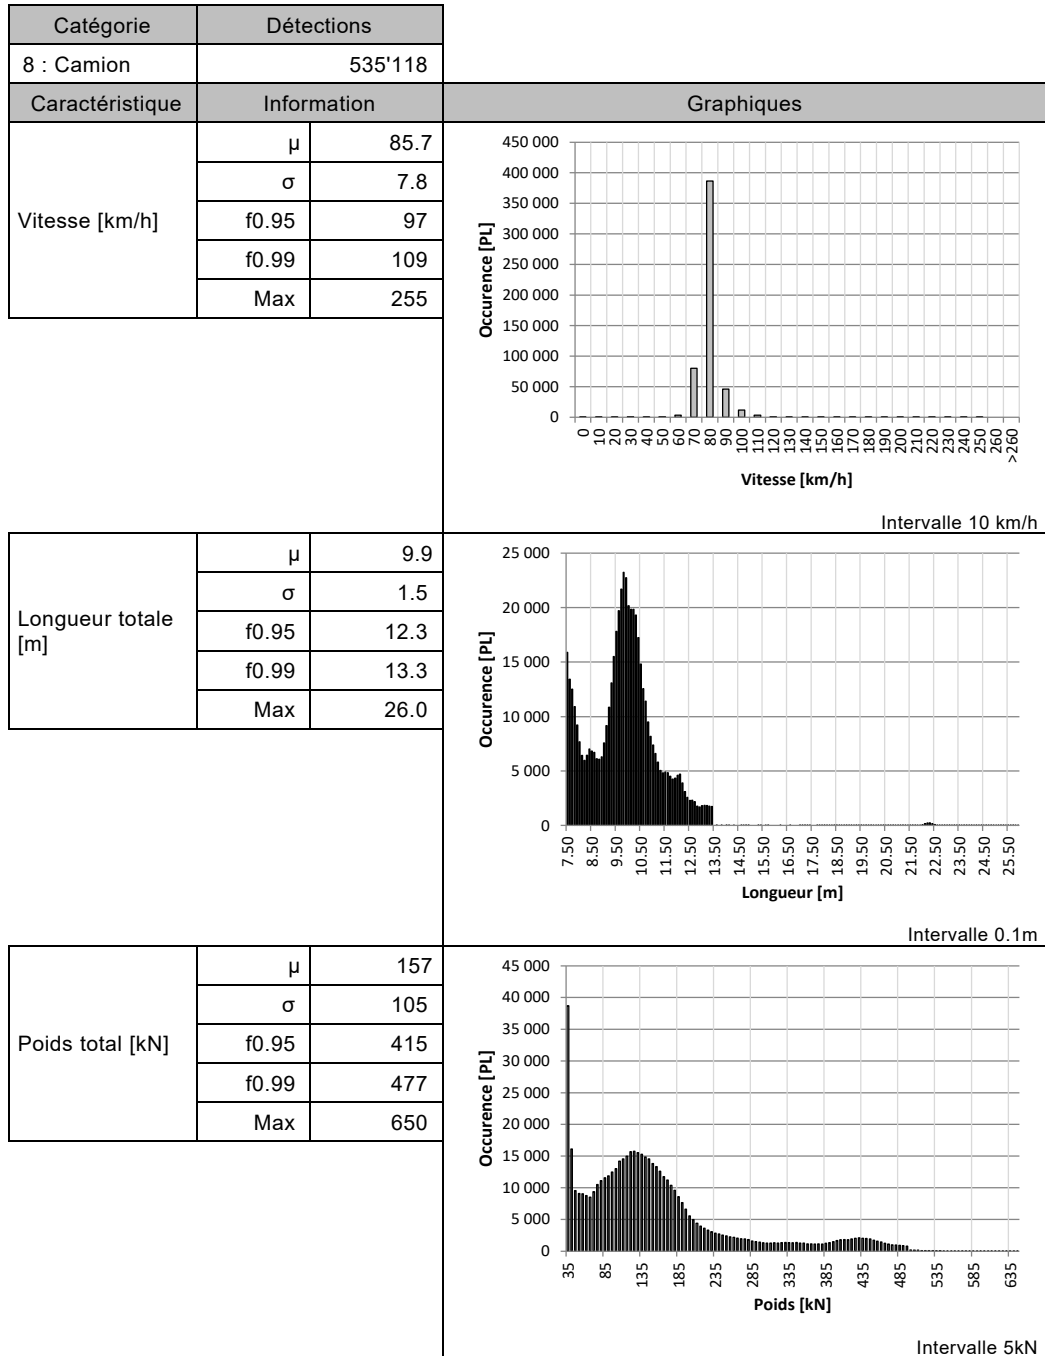 Catégorie Détections
8 : Camion 535'118
Caractéristique Information Graphiques
Vitesse [km/h]
µ 85.7
σ 7.8
f0.95 97
f0.99 109
Max 255
450 000
400 000
350 000
300 000
250 000
200 000
150 000
100 000
50 000
0
Occurence [PL]
0 10 20 30 40 50 60 70 80 90 100 110 120 130 140 150 160 170 180 190 200 210 220 230 240 250 260 >260
Vitesse [km/h]
Intervalle 10 km/h
Longueur totale
[m]
µ 9.9
σ 1.5
f0.95 12.3
f0.99 13.3
Max 26.0
25 000
20 000
15 000
10 000
5 000
0
Occurence [PL]
7.50 8.50 9.50 10.50 11.50 12.50 13.50 14.50 15.50 16.50 17.50 18.50 19.50 20.50 21.50 22.50 23.50 24.50 25.50
Longueur [m]
Intervalle 0.1m
Poids total [kN]
µ 157
σ 105
f0.95 415
f0.99 477
Max 650
45 000
40 000
35 000
30 000
25 000
20 000
15 000
10 000
5 000
0
Occurence [PL]
35 85 135 185 235 285 335 385 435 485 535 585 635
Poids [kN]
Intervalle 5kN